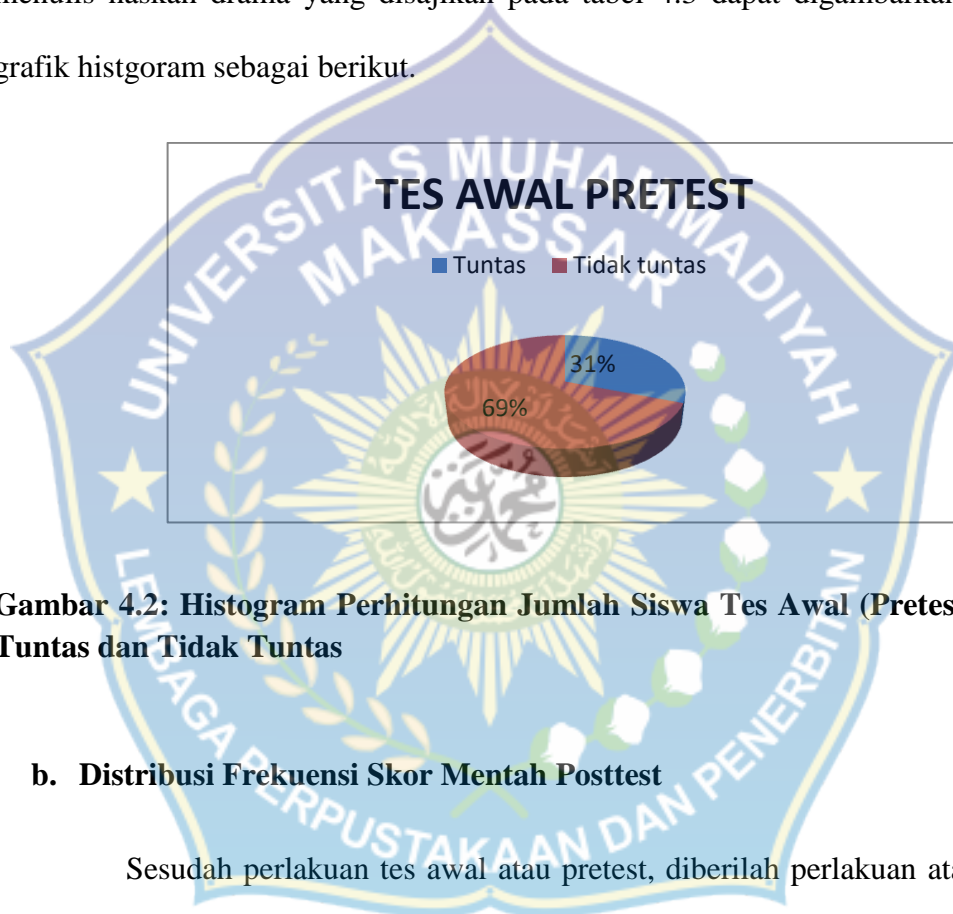 menulis naskah drama yang disajikan pada tabel 4.3 dapat digambarkan
grafik histgoram sebagai berikut.
UNIVERSITAS MUHAMMADIYAH
MAKASSAR
TES AWAL PRETEST
Tuntas Tidak tuntas
31%
69%
Gambar 4.2: Histogram Perhitungan Jumlah Siswa Tes Awal (Pretes
Tuntas dan Tidak Tuntas
b. Distribusi Frekuensi Skor Mentah Posttest
Sesudah perlakuan tes awal atau pretest, diberilah perlakuan ata
LEMBAGA PERPUSTAKAAN DAN PENERBITAN